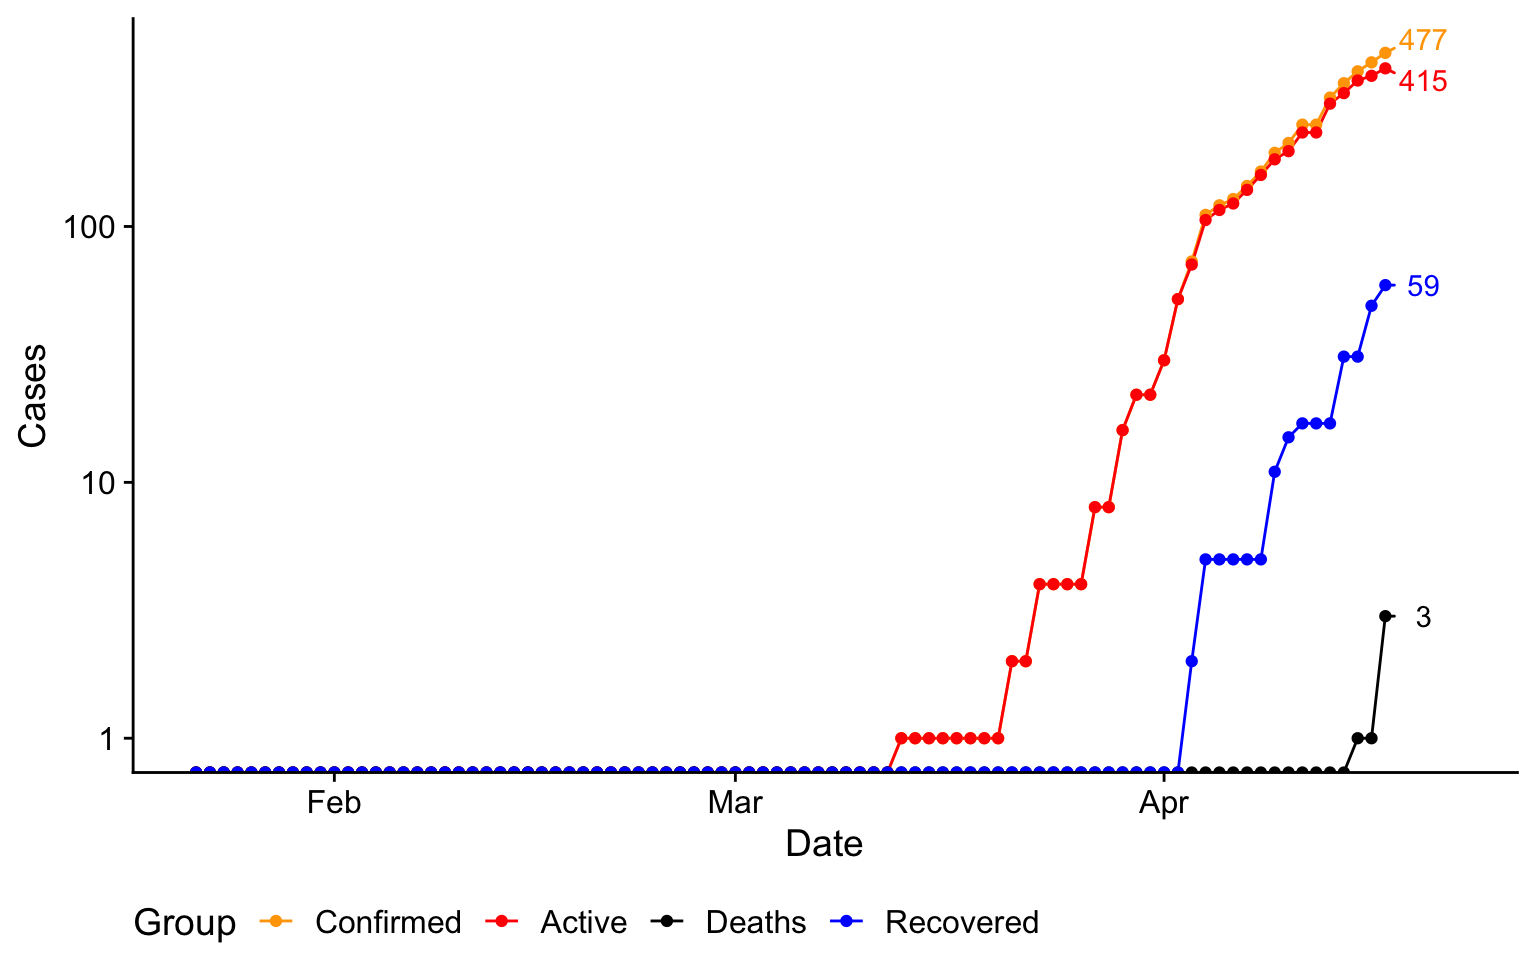 477
415
100
59
Cases
10
3
1
Feb Mar Apr
Date
Group Confirmed Active Deaths Recovered